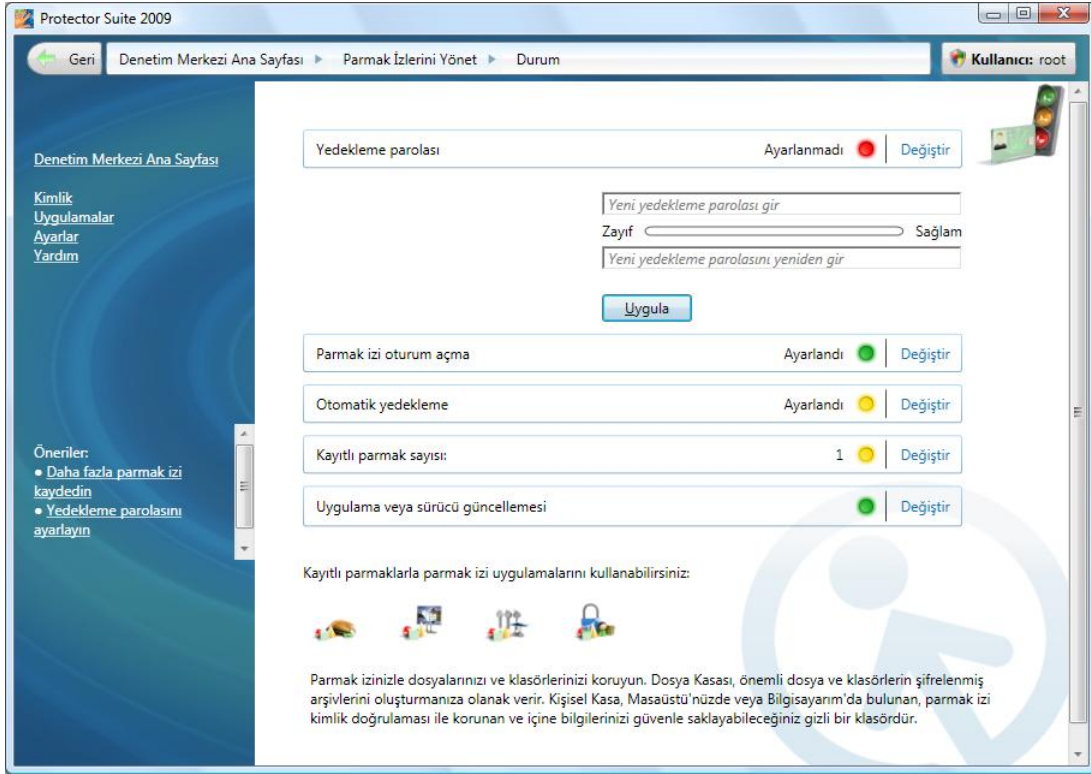 Protector Suite 2009
Geri Denetim Merkezi Ana Sayfası Parmak İzlerini Yönet Durum Kullanıcı: root
Denetim Merkezi Ana Sayfası
Kimlik
Uygulamalar
Ayarlar
Yardım
Öneriler:
• Daha fazla parmak izi
kaydedin
• Yedekleme parolasını
ayarlayın
Yedekleme parolası Ayarlanmadı Değiştir
Yeni yedekleme parolası gir
Zayıf Sağlam
Yeni yedekleme parolasını yeniden gir
Uygula
Parmak izi oturum açma Ayarlandı Değiştir
Otomatik yedekleme Ayarlandı Değiştir
Kayıtlı parmak sayısı: 1 Değiştir
Uygulama veya sürücü güncellemesi Değiştir
Kayıtlı parmaklarla parmak izi uygulamalarını kullanabilirsiniz:
Parmak izinizle dosyalarınızı ve klasörlerinizi koruyun. Dosya Kasası, önemli dosya ve klasörlerin şifrelenmiş
arşivlerini oluşturmanıza olanak verir. Kişisel Kasa, Masaüstü'nüzde veya Bilgisayarım'da bulunan, parmak izi
kimlik doğrulaması ile korunan ve içine bilgilerinizi güvenle saklayabileceğiniz gizli bir klasördür.